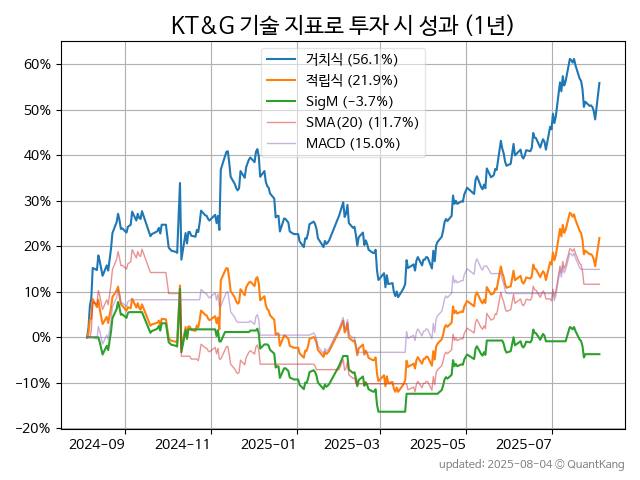 KT&G 기술 지표로 투자 시 성과 (1년)
거치식 (56.1%)
적립식 (21.9%)
SigM (−3.7%)
SMA(20) (11.7%)
MACD (15.0%)
60%
50%
40%
30%
20%
10%
0%
−10%
−20%
2024-09
2024-11
2025-01
2025-03
2025-05
2025-07
updated: 2025-08-04 © QuantKang